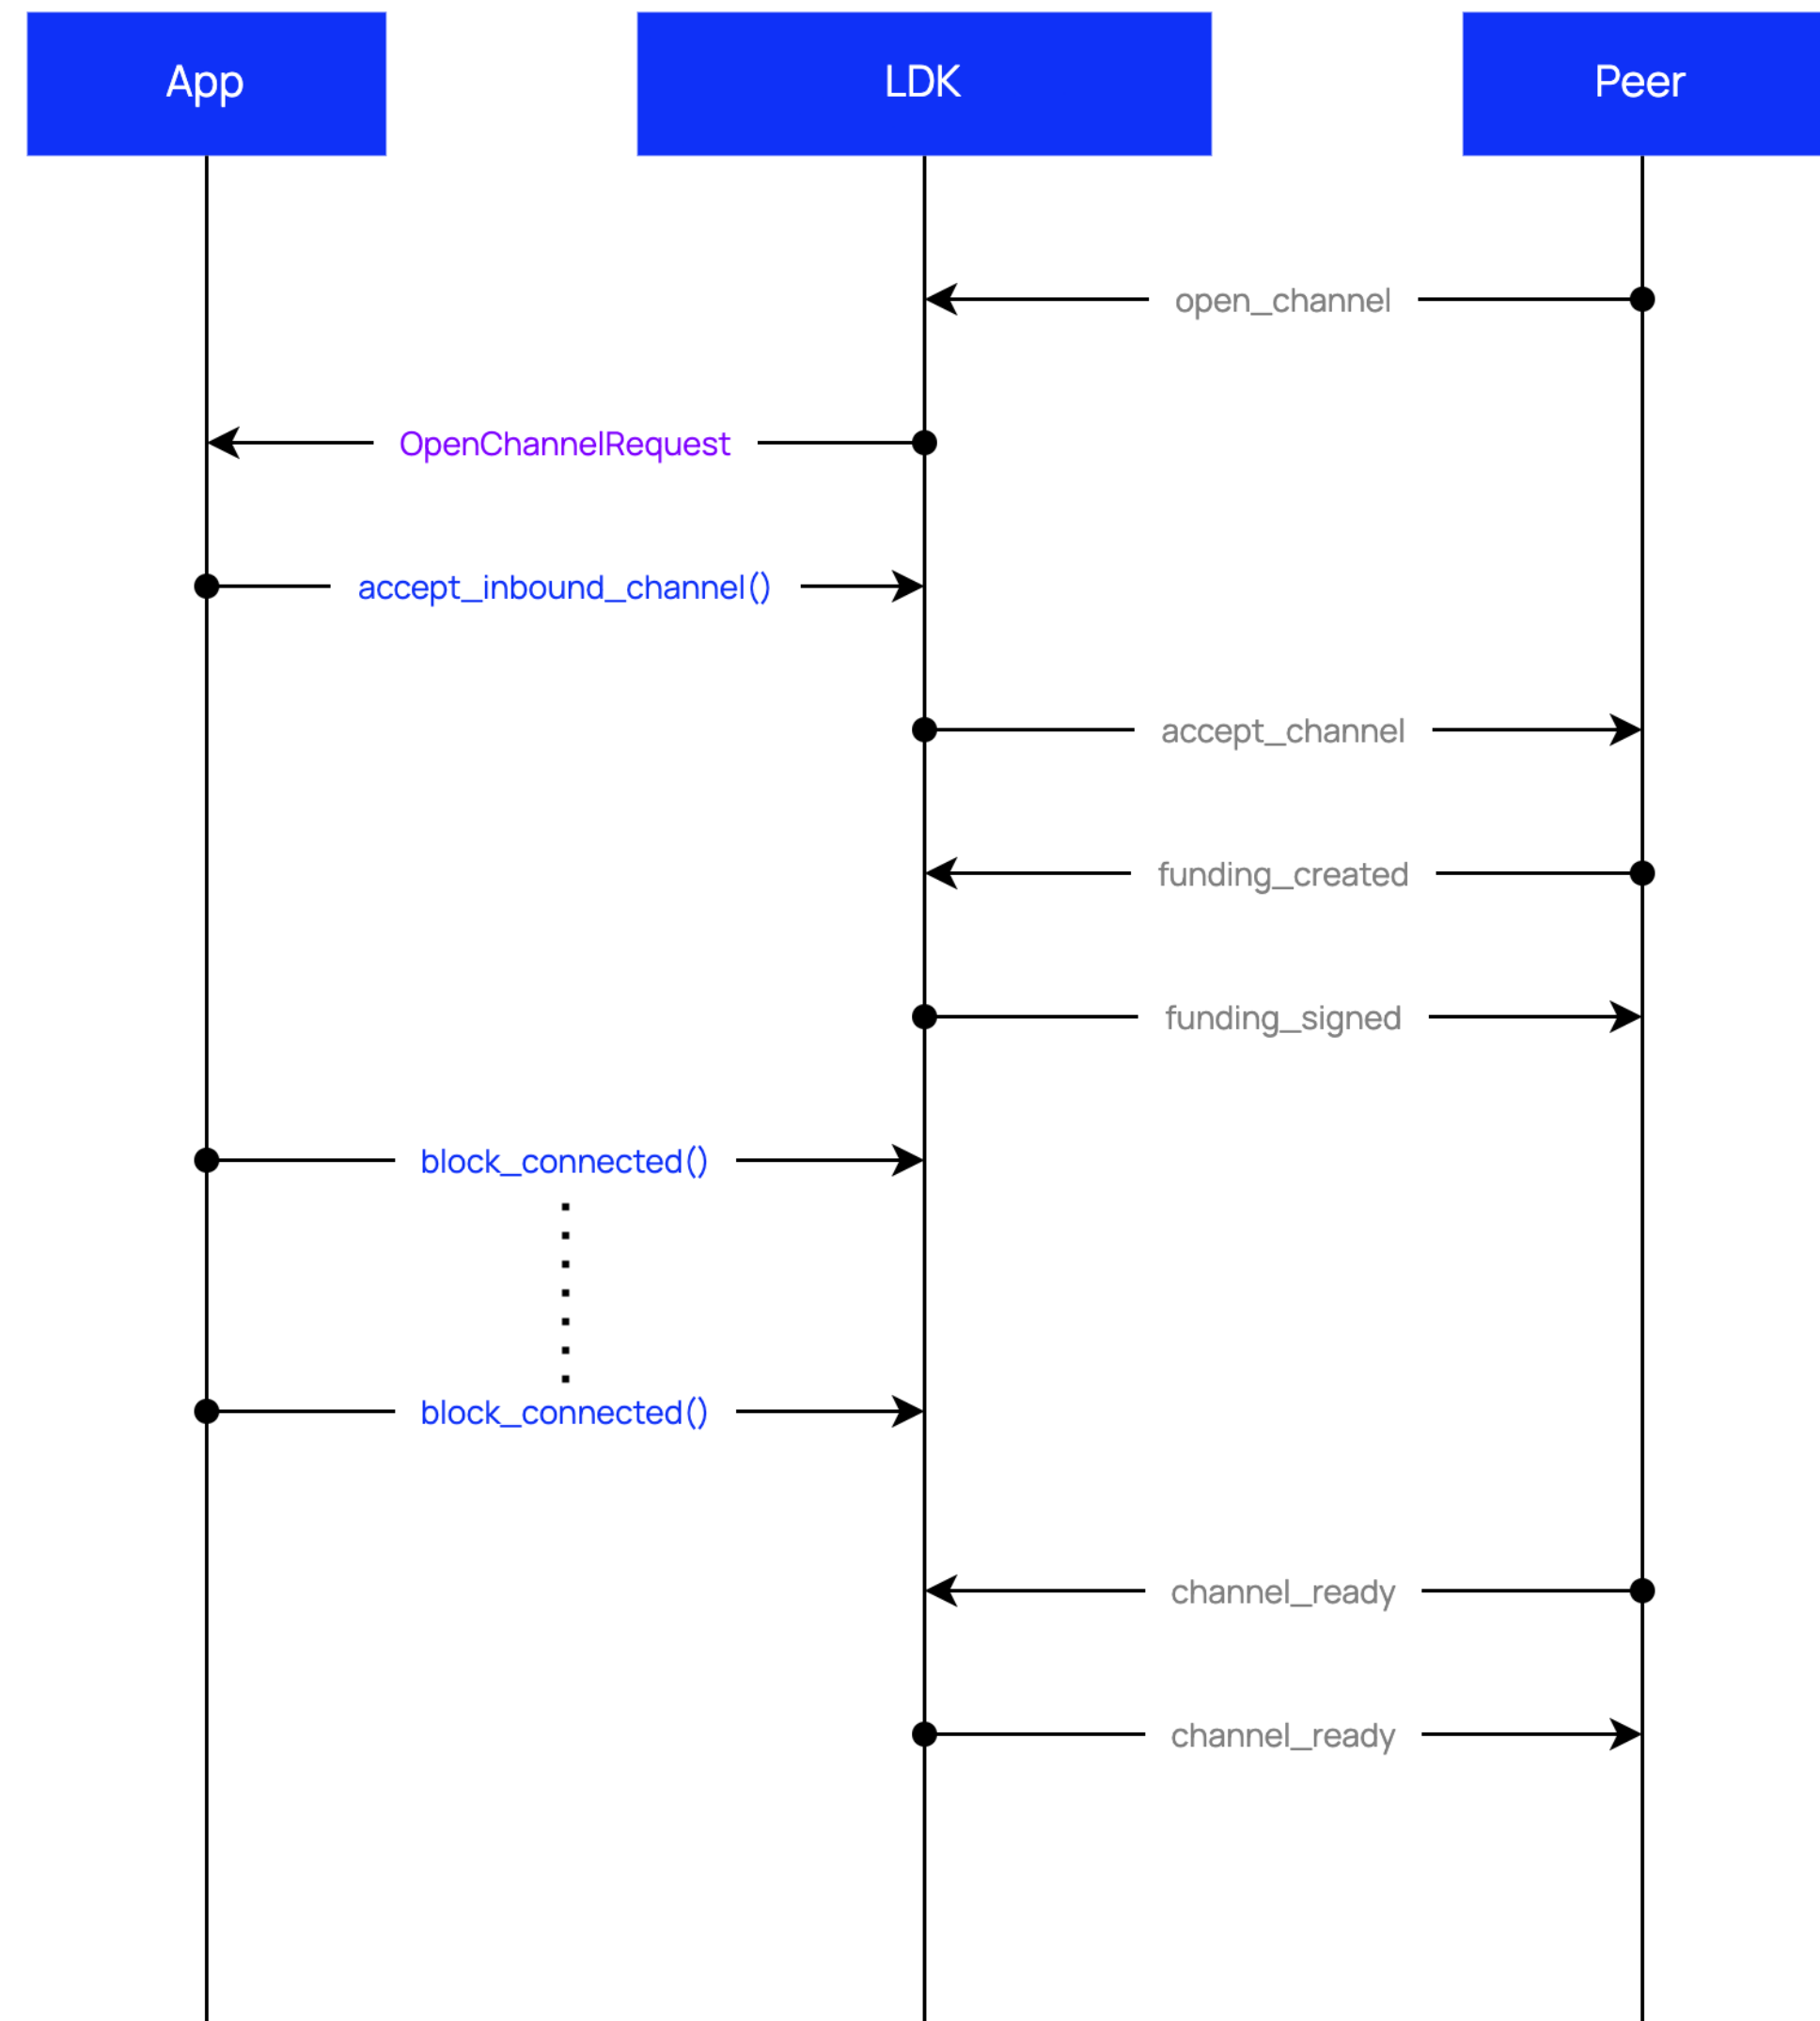 App
LDK
Peer
open_channel
OpenChannelRequest
accept_inbound_channel()
accept_channel
funding_created
funding_signed
block_connected()
block_connected()
channel_ready
channel_ready